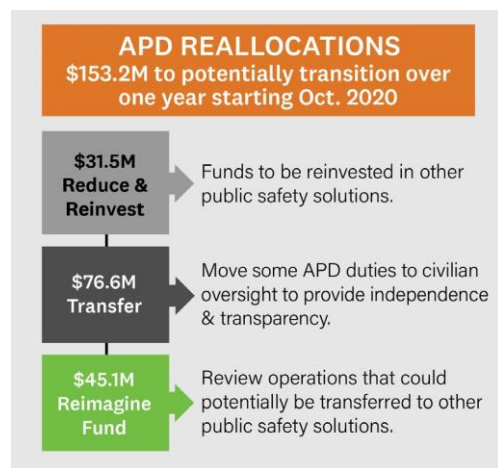 APD REALLOCATIONS
$153.2M to potentially transition over
one year starting Oct. 2020
$31.5M
Reduce &
Reinvest
Funds to be reinvested in other
public safety solutions.
$76.6M
Transfer
Move some APD duties to civilian
oversight to provide independence
& transparency.
$45.1M
Reimagine
Fund
Review operations that could
potentially be transferred to other
public safety solutions.